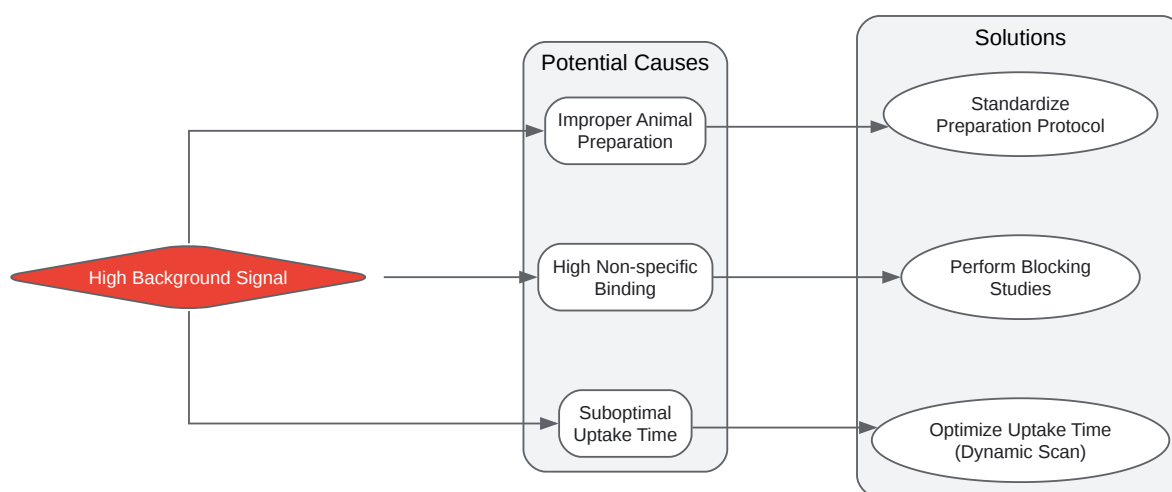 Solutions
Potential Causes
Improper Animal
Preparation
Standardize
Preparation Protocol
High Background Signal
High Non-specific
Binding
Perform Blocking
Studies
Suboptimal
Uptake Time
Optimize Uptake Time
(Dynamic Scan)